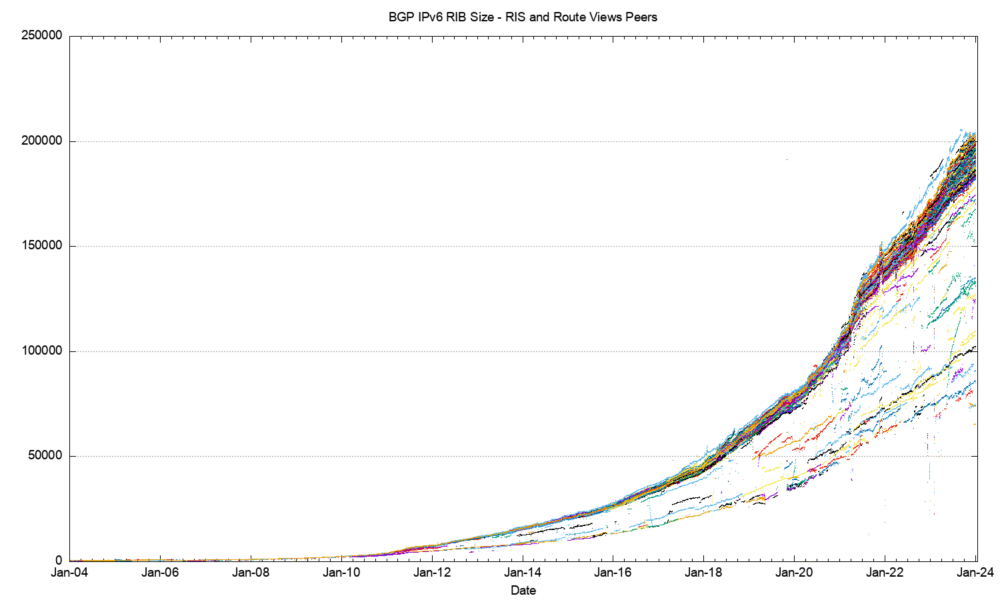 BGP IPv6 RIB Size - RIS and Route Views Peers
250000
200000
150000
100000
50000
0
Jan-04 Jan-06 Jan-08 Jan-10 Jan-12 Jan-14 Jan-16 Jan-18 Jan-20 Jan-22 Jan-24
Date